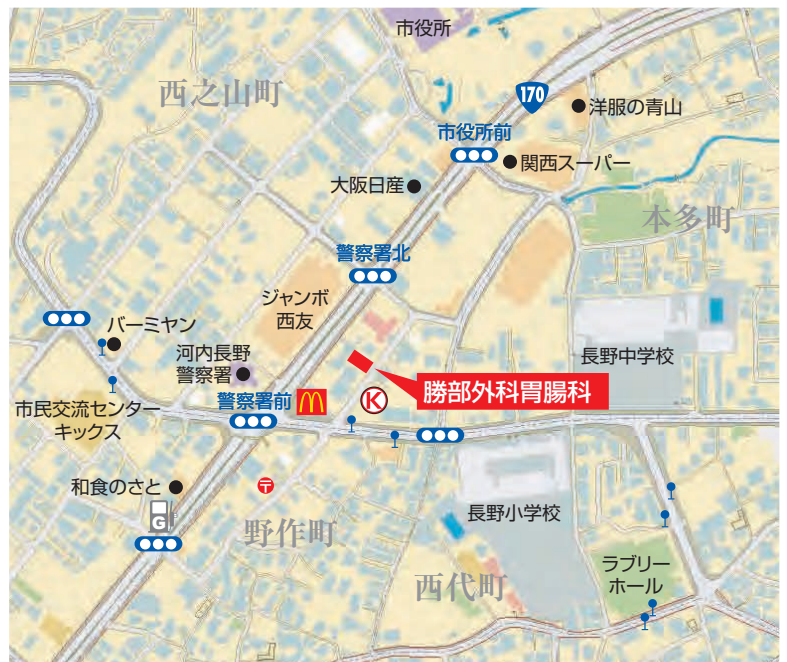 市役所
西之山町
170
洋服の青山
市役所前
関西スーパー
大阪日産
本多町
警察署北
ジャンボ
西友
バーミヤン
長野中学校
河内長野
警察署
勝部外科胃腸科
K
警察署前
市民交流センター
キックス
和食のさと
〒
G
長野小学校
野作町
西代町
ラブリー
ホール